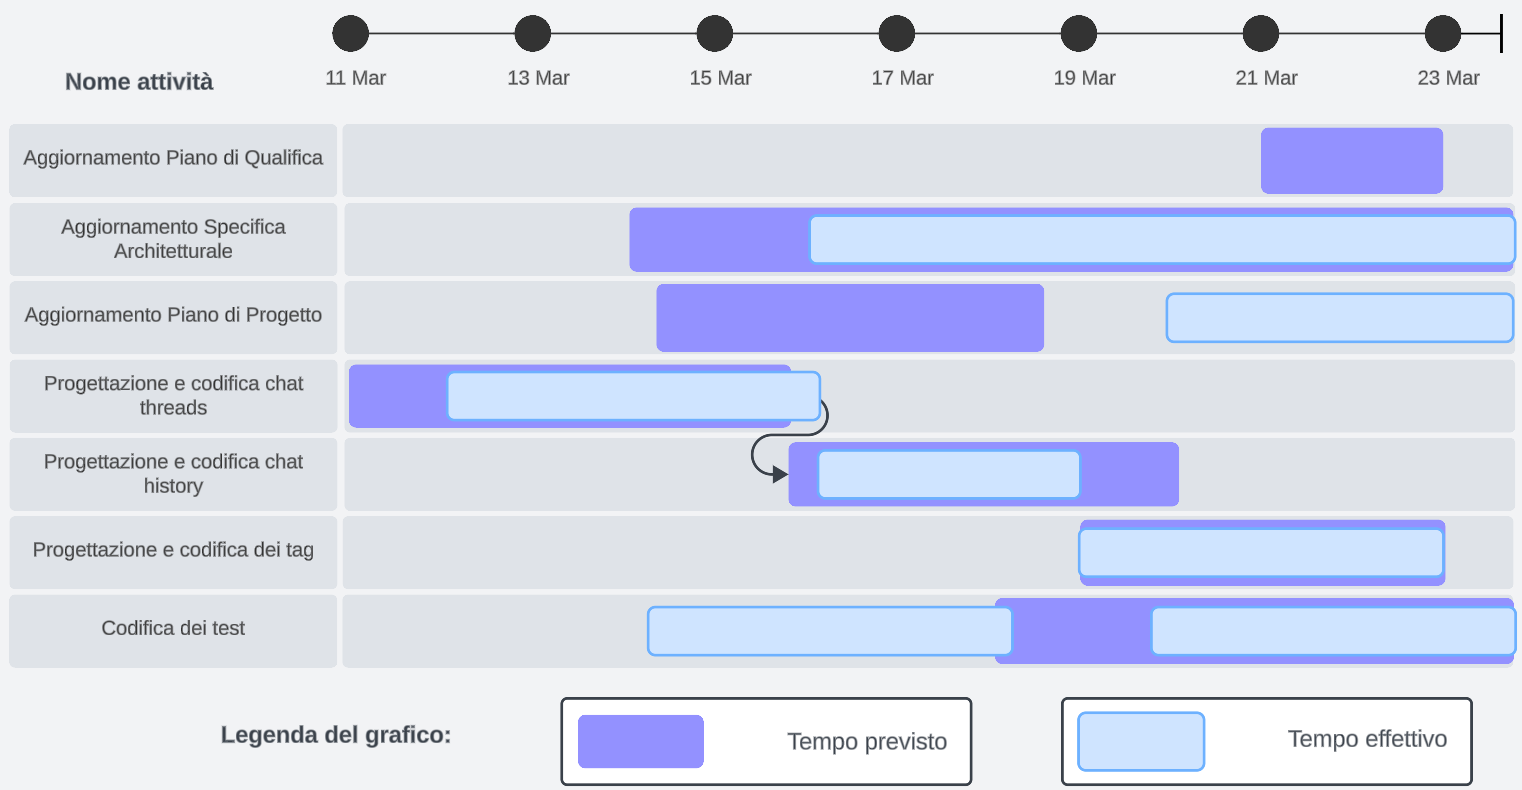 11 Mar
13 Mar
15 Mar
17 Mar
19 Mar
21 Mar
23 Mar
Nome attività
Aggiornamento Piano di Qualifica
Aggiornamento Specifica
Architetturale
Aggiornamento Piano di Progetto
Progettazione e codifica chat
threads
Progettazione e codifica chat
history
Progettazione e codifica dei tag
Codifica dei test
Legenda del grafico:
Tempo previsto
Tempo effettivo